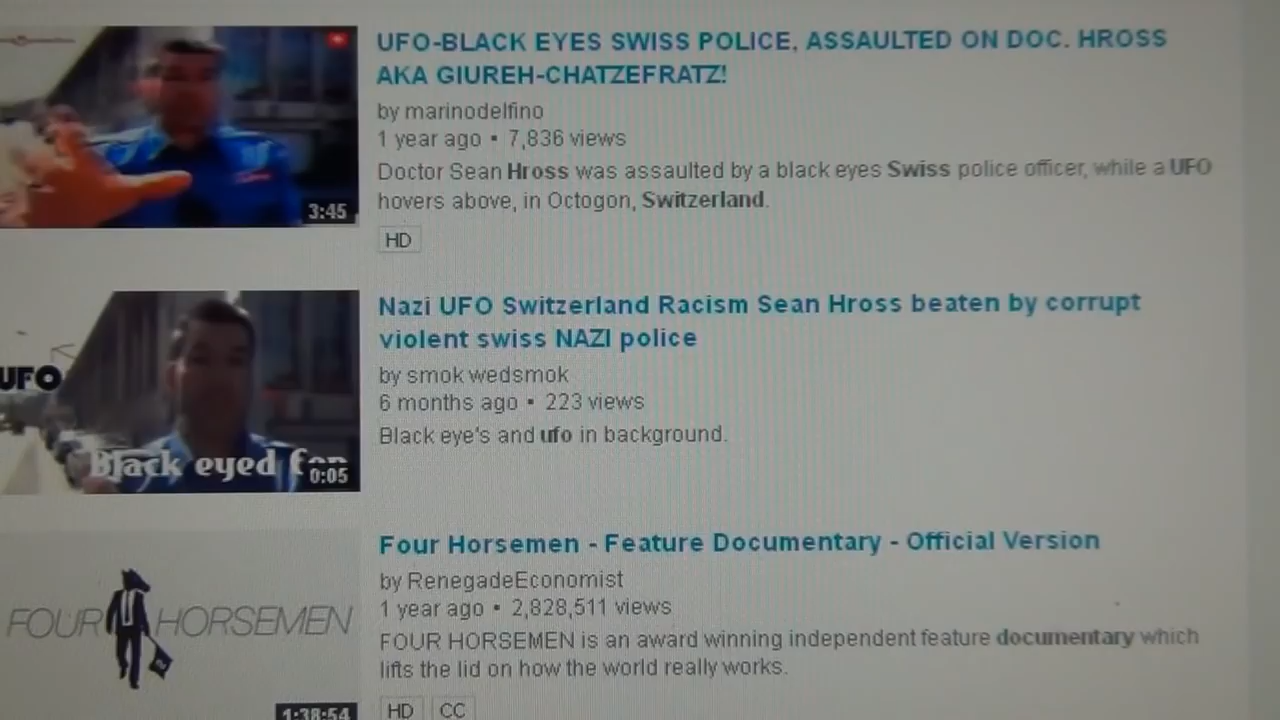 UFO-BLACK EYES SWISS POLICE, ASSAULTED ON DOC. HROSS
AKA GIUREH-CHATZEFRATZ!
by marinodelfino
1 year ago • 7,836 views
Doctor Sean Hross was assaulted by a black eyes Swiss police officer, while a UFO
hovers above, in Octogon, Switzerland.
3:45
HD
Nazi UFO Switzerland Racism Sean Hross beaten by corrupt
violent swiss NAZI police
by smok wedsmok
UFO
6 months ago • 223 views
Black eye's and ufo in background.
Black eyed
0:05
Four Horsemen - Feature Documentary - Official Version
by RenegadeEconomist
1 year ago • 2,828,511 views
FOUR HORSEMEN
FOUR HORSEMEN is an award winning independent feature documentary which
lifts the lid on how the world really works.
1:38:54
HD CC